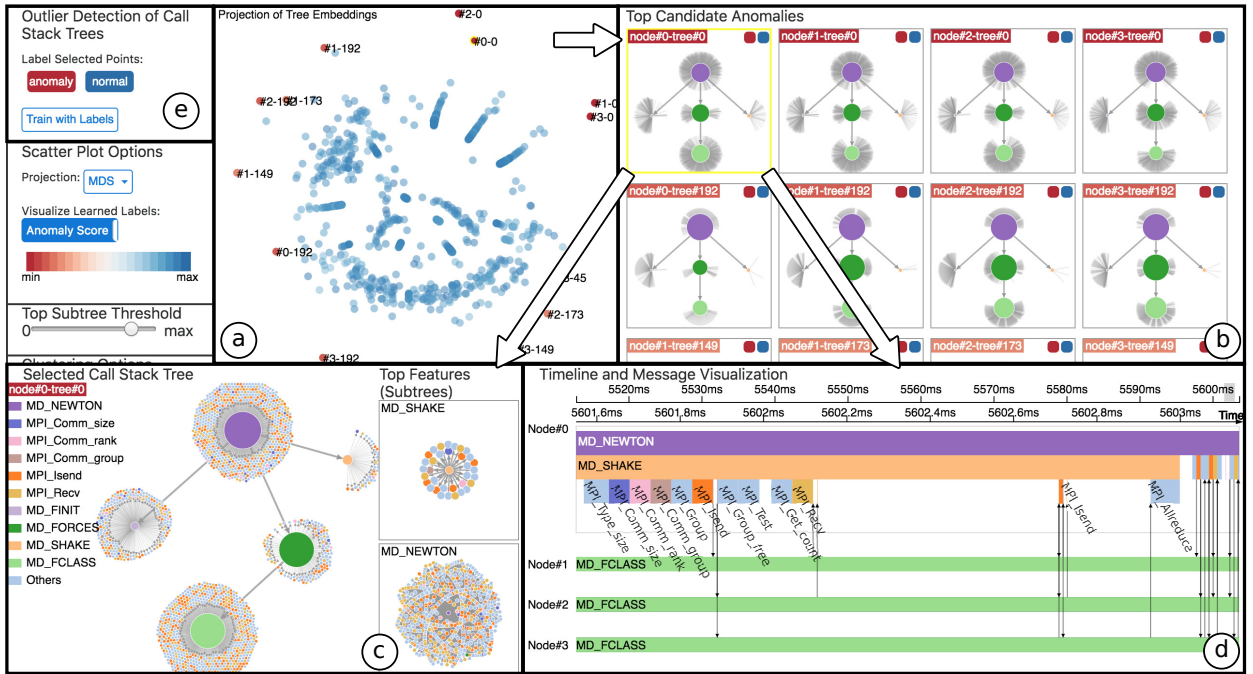 Outlier Detection of Call
Stack Trees
Label Selected Points:
anomaly normal
Train with Labels
e
Scatter Plot Options
Projection: MDS
Visualize Learned Labels:
Anomaly Score
min max
Top Subtree Threshold
0 max
Clustering Options
Projection of Tree Embeddings
#2-0
#0-0
#1-192
#1-173
#1-0
#3-0
#1-149
#0-192
#2-173
#3-192
a
Top Candidate Anomalies
node#0-tree#0 node#1-tree#0 node#2-tree#0 node#3-tree#0
node#0-tree#192 node#1-tree#192 node#2-tree#192 node#3-tree#192
node#1-tree#149 node#1-tree#173 node#2-tree#173 node#3-tree#149
b
Selected Call Stack Tree
node#0-tree#0
MD_NEWTON
MPI_Comm_size
MPI_Comm_rank
MPI_Comm_group
MPI_Isend
MPI_Recv
MD_FINIT
MD_FORCES
MD_SHAKE
MD_FCLASS
Others
Top Features
(Subtrees)
MD_SHAKE
MD_NEWTON
c
Timeline and Message Visualization
5520ms 5530ms 5540ms 5550ms 5560ms 5570ms 5580ms 5590ms 5600ms
5601.6ms 5601.8ms 5602ms 5602.2ms 5602.4ms 5602.6ms 5602.8ms 5603ms Time
Node#0
MD_NEWTON
MD_SHAKE
MPI_Type_size
MPI_Comm_size
MPI_Comm_rank
MPI_Comm_group
MPI_Group_free
MPI_Test
MPI_Get_count
MPI_Recv
MPI_Isend
MPI_Allreduce
Node#1 MD_FCLASS
Node#2 MD_FCLASS
Node#3 MD_FCLASS
d